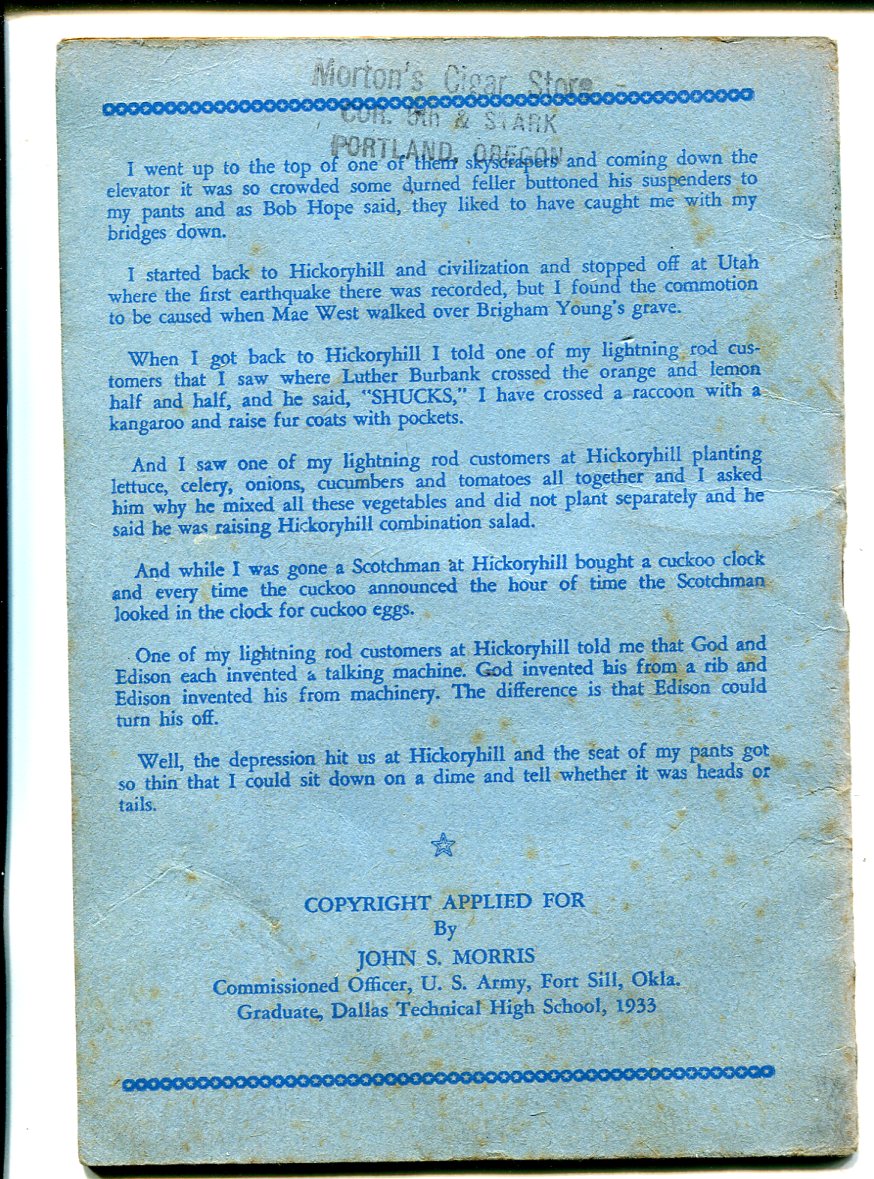 Morton's Cigar Store -
COR. 5th & STARK
PORTLAND, OREGON
I went up to the top of one of them skyscrapers and coming down the
elevator it was so crowded some durned feller buttoned his suspenders to
my pants and as Bob Hope said, they liked to have caught me with my
bridges down.
I started back to Hickoryhill and civilization and stopped off at Utah
where the first earthquake there was recorded, but I found the commotion
to be caused when Mae West walked over Brigham Young's grave.
When I got back to Hickoryhill I told one of my lightning rod cus-
tomers that I saw where Luther Burbank crossed the orange and lemon
half and half, and he said, "SHUCKS," I have crossed a raccoon with a
kangaroo and raise fur coats with pockets.
And I saw one of my lightning rod customers at Hickoryhill planting
lettuce, celery, onions, cucumbers and tomatoes all together and I asked
him why he mixed all these vegetables and did not plant separately and he
said he was raising Hickoryhill combination salad.
And while I was gone a Scotchman at Hickoryhill bought a cuckoo clock
and every time the cuckoo announced the hour of time the Scotchman
looked in the clock for cuckoo eggs.
One of my lightning rod customers at Hickoryhill told me that God and
Edison each invented a talking machine. God invented his from a rib and
Edison invented his from machinery. The difference is that Edison could
turn his off.
Well, the depression hit us at Hickoryhill and the seat of my pants got
so thin that I could sit down on a dime and tell whether it was heads or
tails.
COPYRIGHT APPLIED FOR
By
JOHN S. MORRIS
Commissioned Officer, U. S. Army, Fort Sill, Okla.
Graduate, Dallas Technical High School, 1933